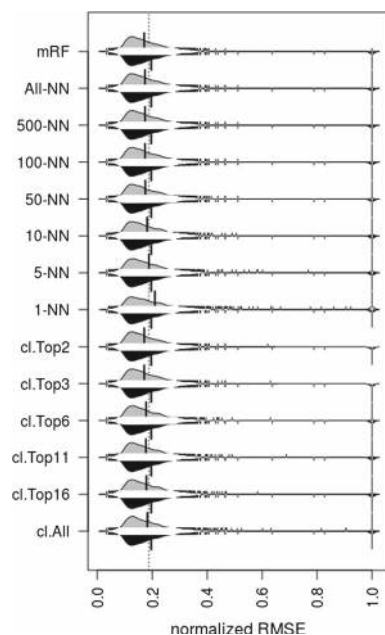 mRF
All-NN
500-NN
100-NN
50-NN
10-NN
5-NN
1-NN
cl.Top2
cl.Top3
cl.Top6
cl.Top11
cl.Top16
cl.All
0.0 0.2 0.4 0.6 0.8 1.0
normalized RMSE